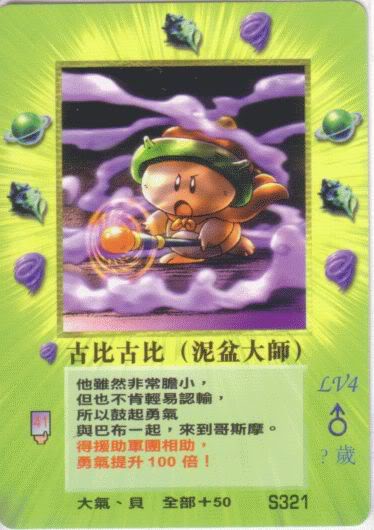 古比古比（泥盆大師）
他雖然非常膽小，
但也不肯輕易認輸，
所以鼓起勇氣
與巴布一起，來到哥斯摩。
得援助軍團相助，
勇氣提升100倍！
LV4
♂
? 歲
41
大氣、貝　全部＋50
S321